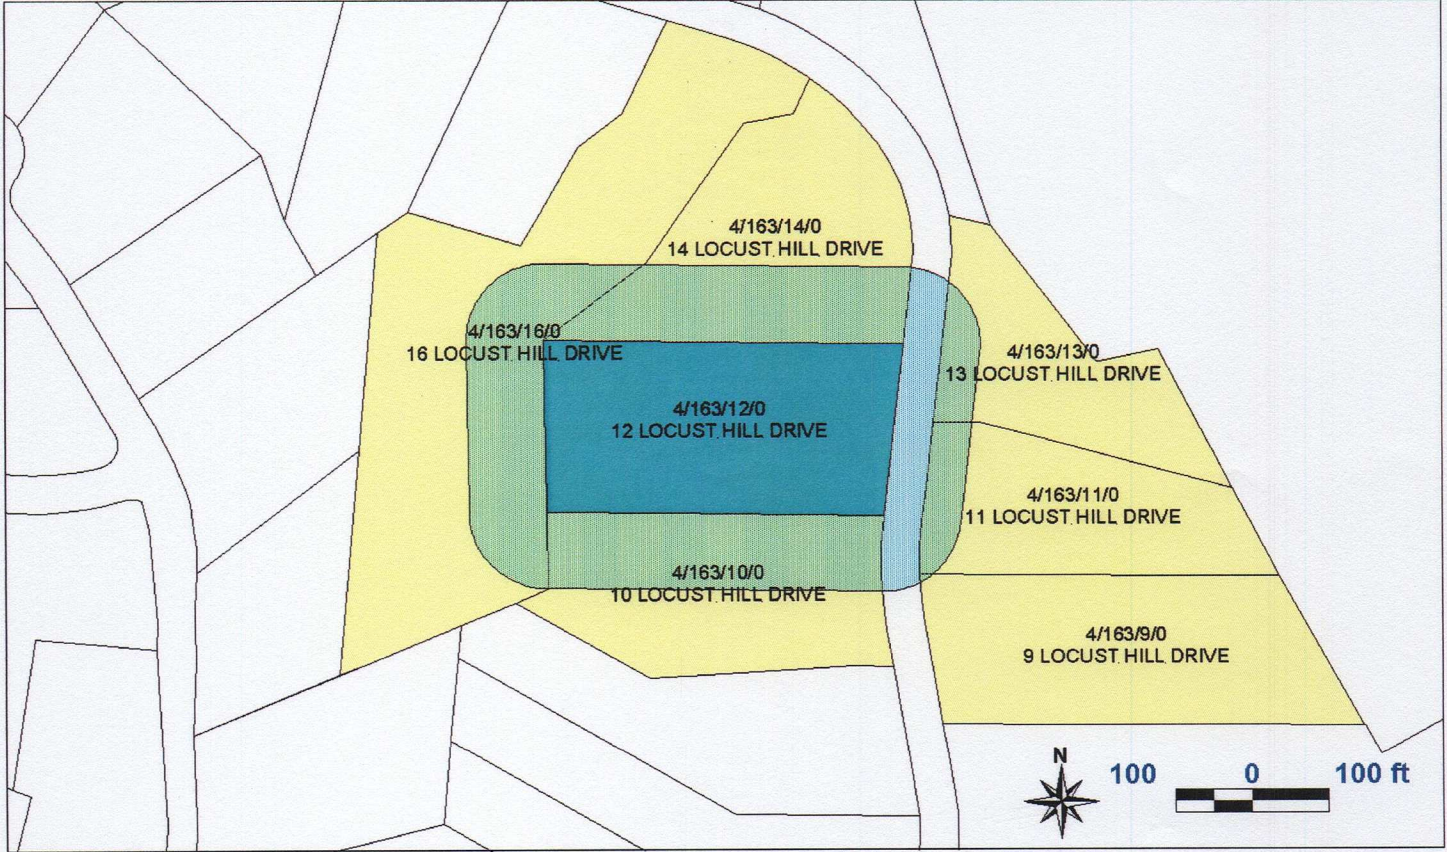 4/163/14/0
14 LOCUST HILL DRIVE
4/163/16/0
16 LOCUST HILL DRIVE
4/163/13/0
13 LOCUST HILL DRIVE
4/163/12/0
12 LOCUST HILL DRIVE
4/163/11/0
11 LOCUST HILL DRIVE
4/163/10/0
10 LOCUST HILL DRIVE
4/163/9/0
9 LOCUST HILL DRIVE
N
100 0 100 ft